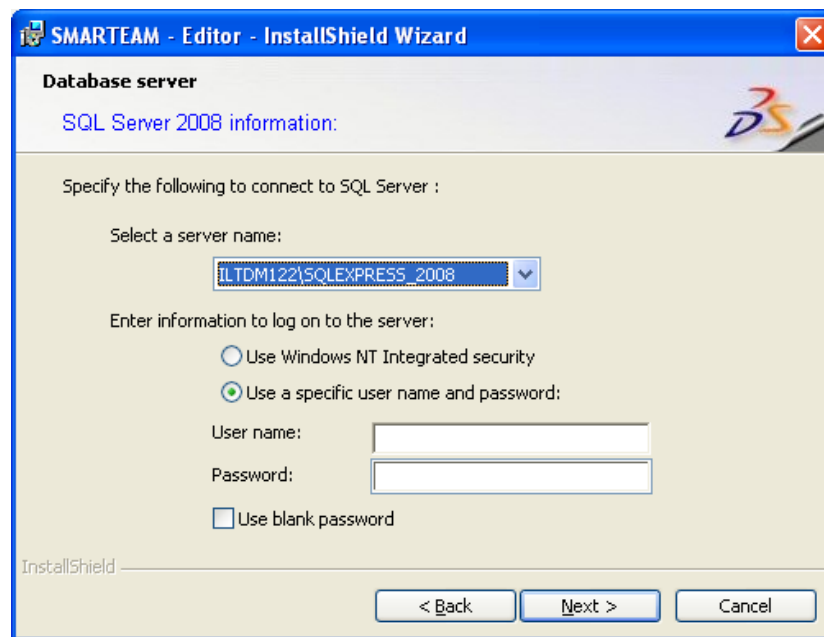 SMARTEAM - Editor - InstallShield Wizard
Database server
SQL Server 2008 information:
DS
Specify the following to connect to SQL Server :
Select a server name:
ILTDM122\SQLEXPRESS_2008
Enter information to log on to the server:
Use Windows NT Integrated security
Use a specific user name and password:
User name:
Password:
Use blank password
InstallShield
< Back Next > Cancel